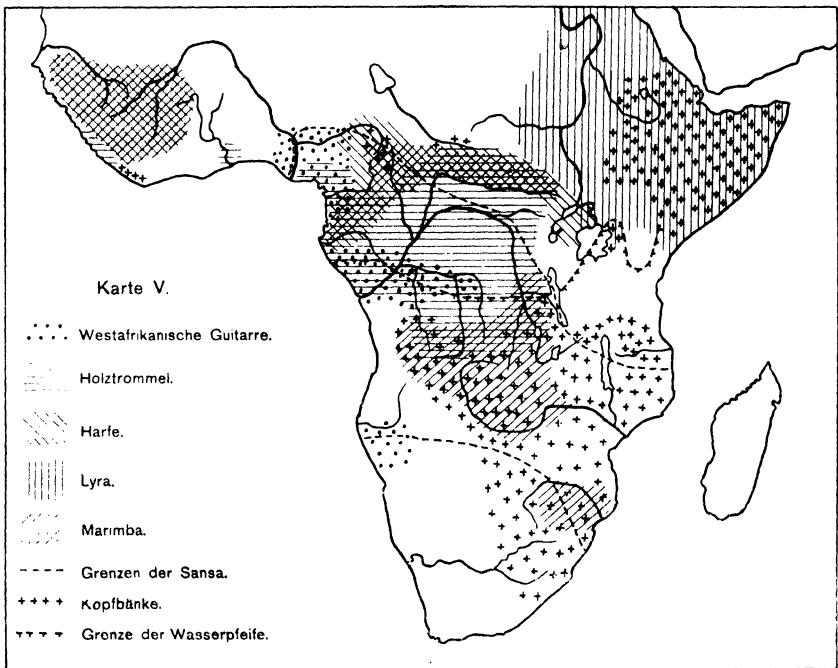 Karte V.
Westafrikanische Guitarre.
Holztrommel.
Harfe.
Lyra.
Marimba.
Grenzen der Sansa.
Kopfbänke.
Grenze der Wasserpfeife.